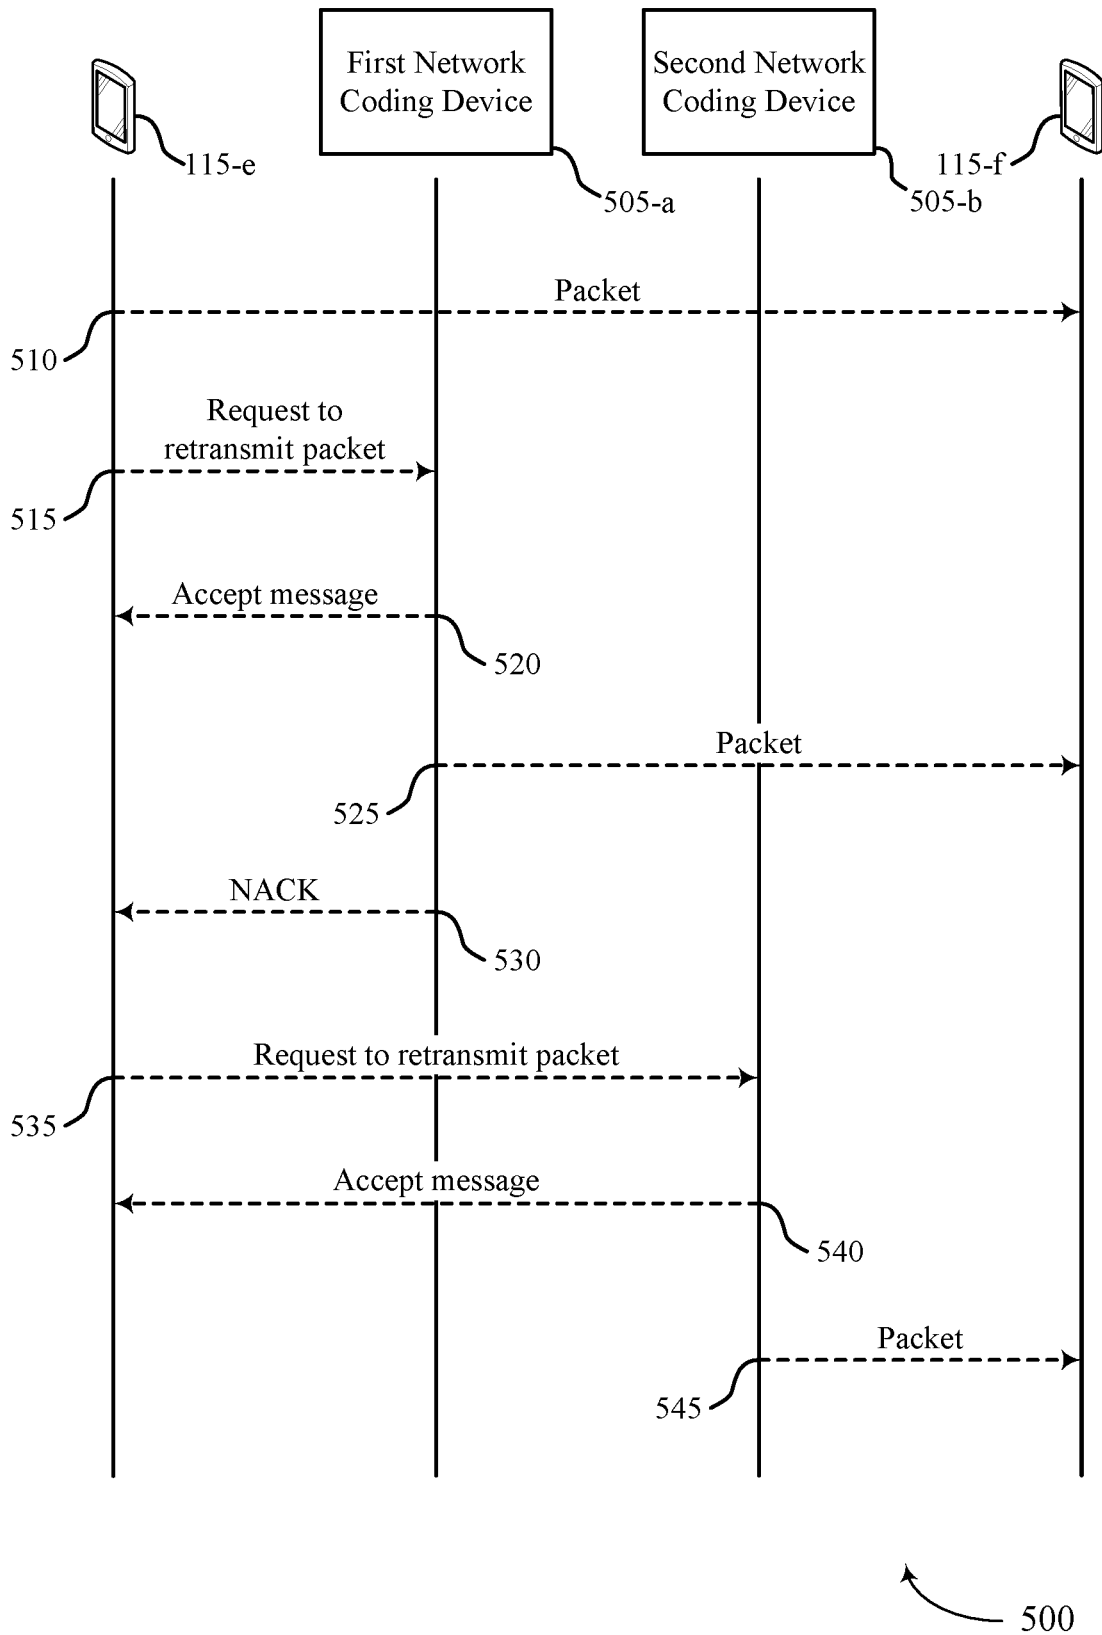 First Network
Coding Device
Second Network
Coding Device
115-e
505-a
115-f
505-b
Packet
510
Request to
retransmit packet
515
Accept message
520
Packet
525
NACK
530
Request to retransmit packet
535
Accept message
540
Packet
545
500